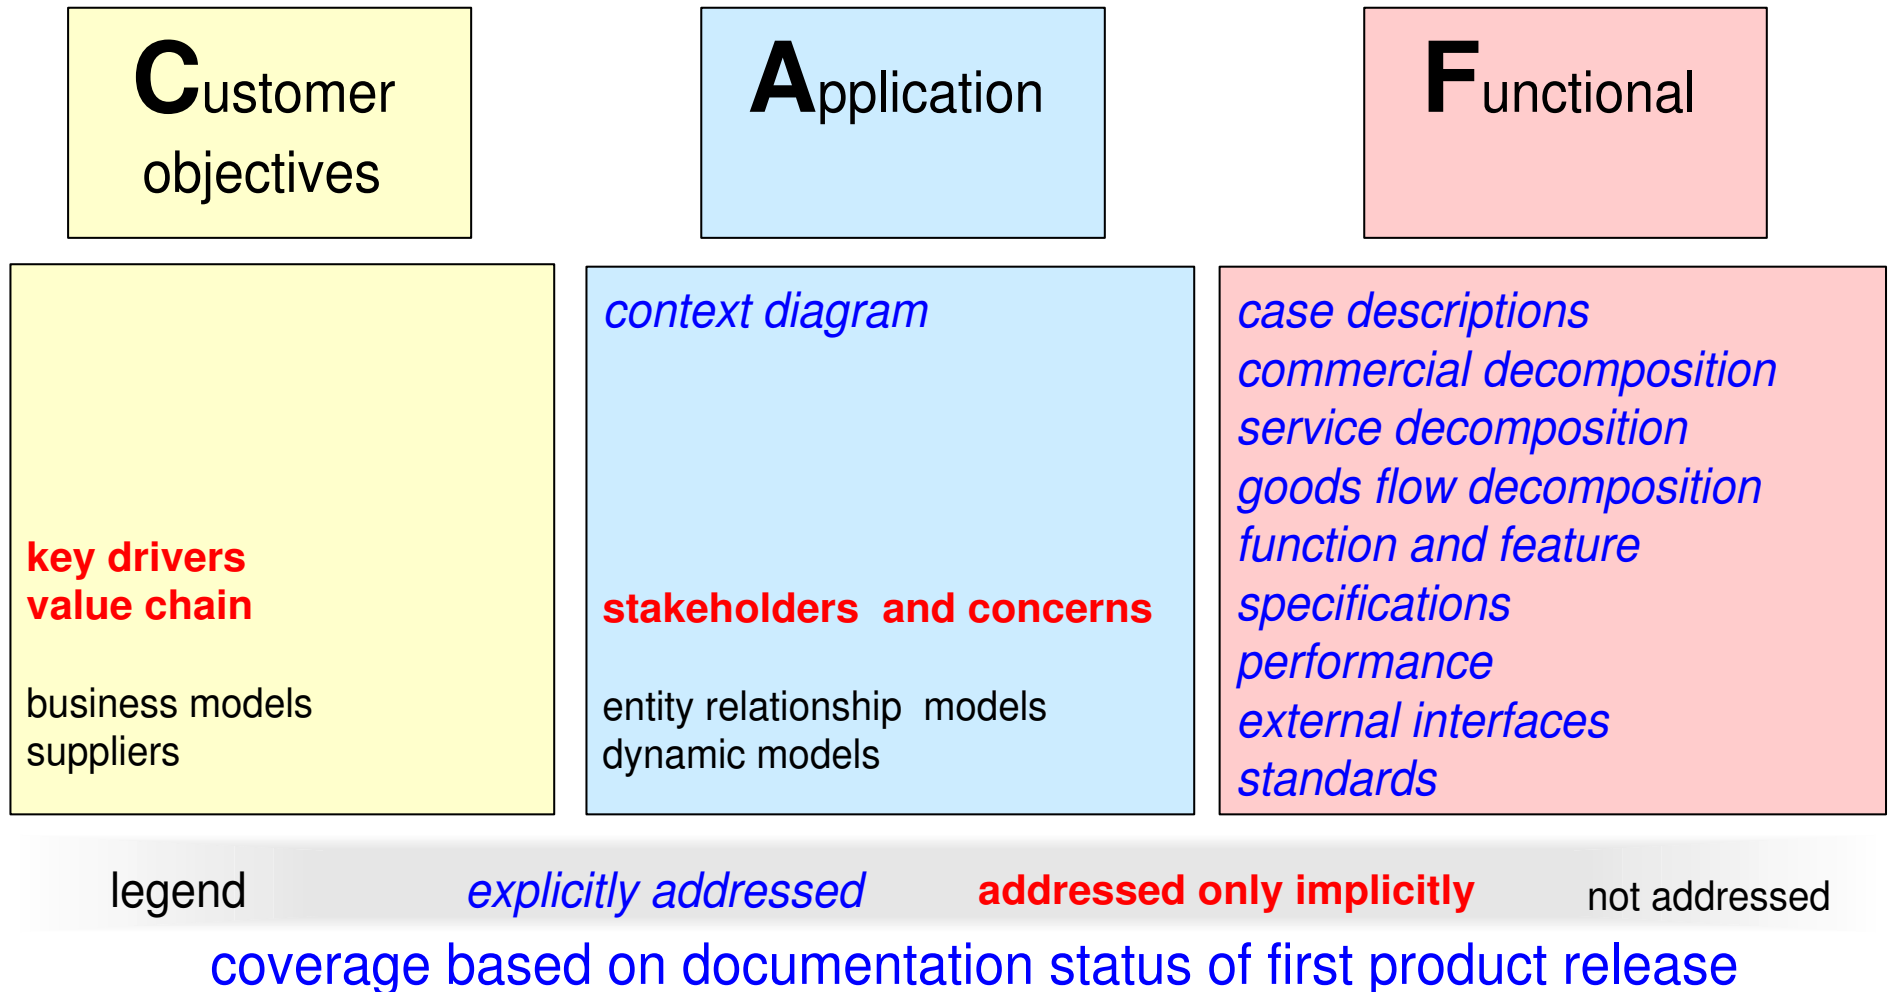 Customer
objectives
Application
Functional
key drivers
value chain
business models
suppliers
context diagram
stakeholders and concerns
entity relationship models
dynamic models
case descriptions
commercial decomposition
service decomposition
goods flow decomposition
function and feature
specifications
performance
external interfaces
standards
legend explicitly addressed addressed only implicitly not addressed
coverage based on documentation status of first product release